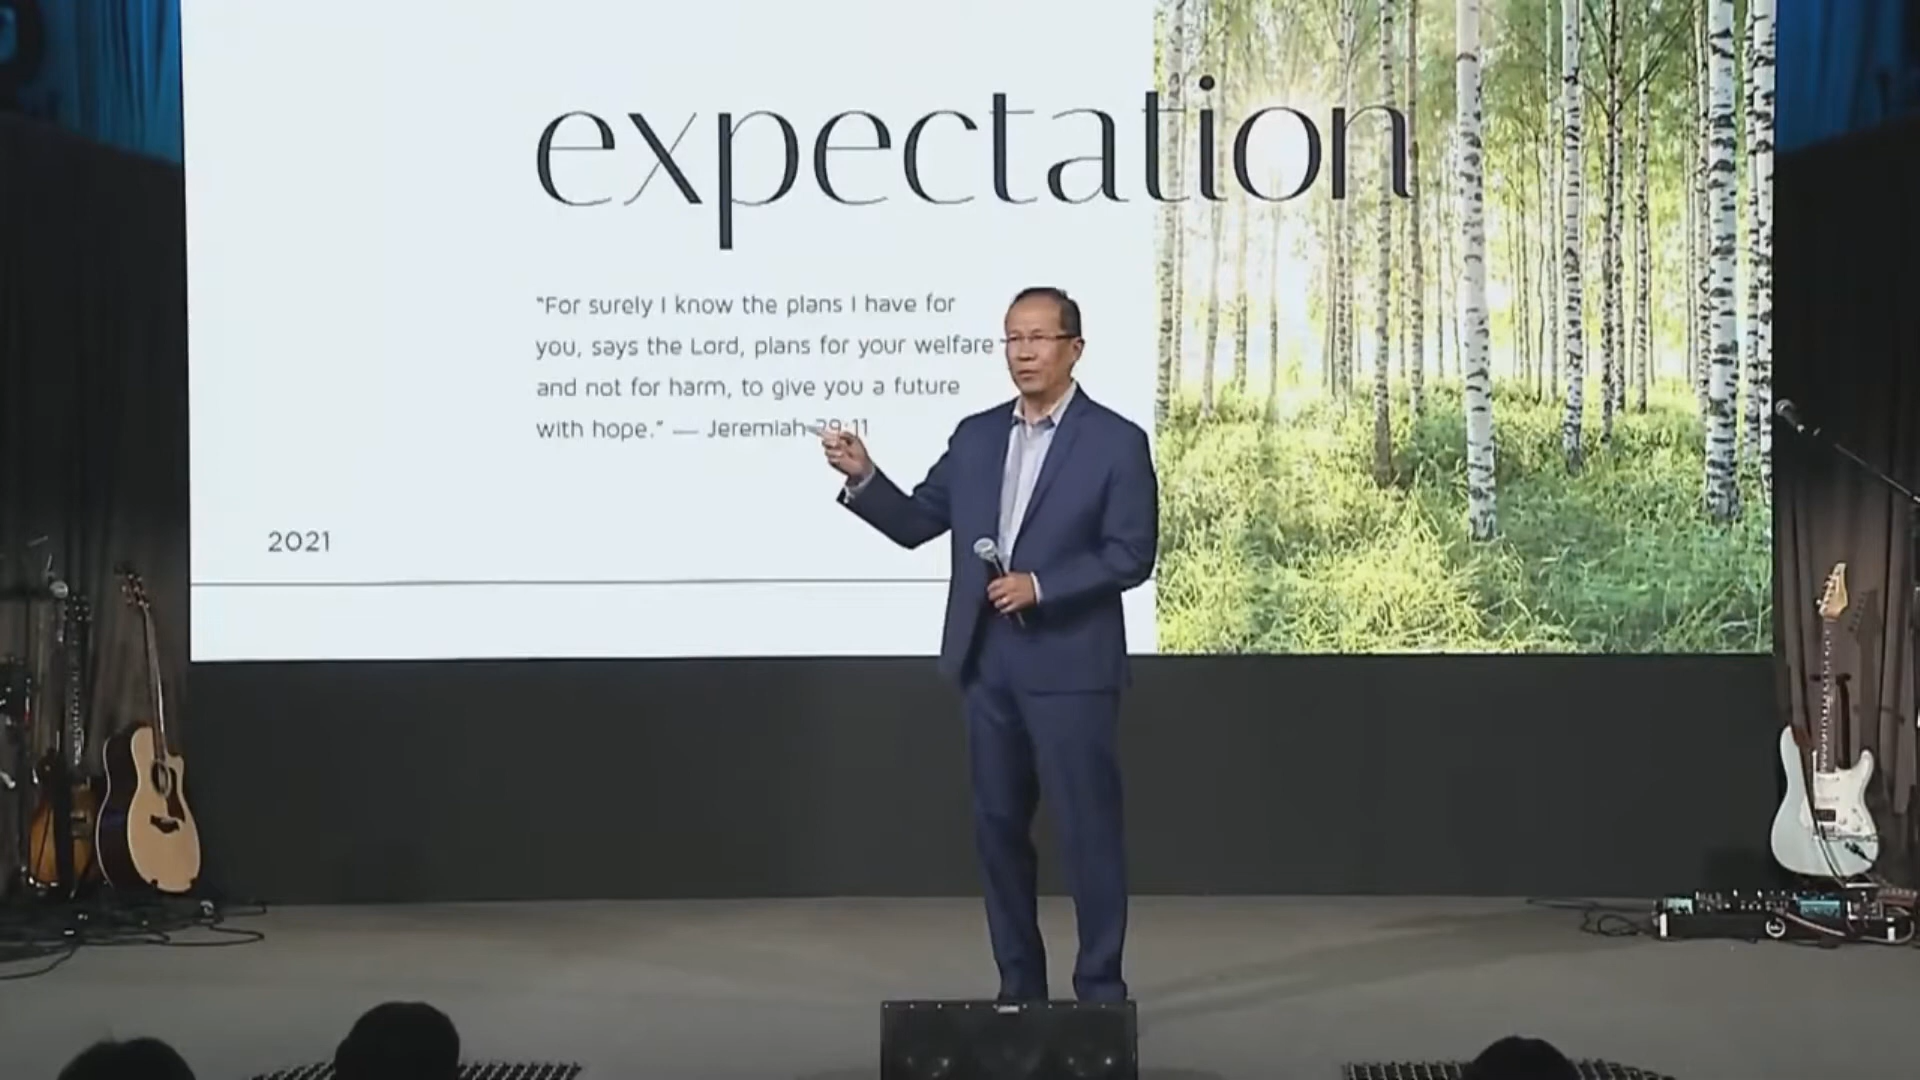 expectation
“For surely I know the plans I have for
you, says the Lord, plans for your welfare
and not for harm, to give you a future
with hope.” — Jeremiah 29:11
2021